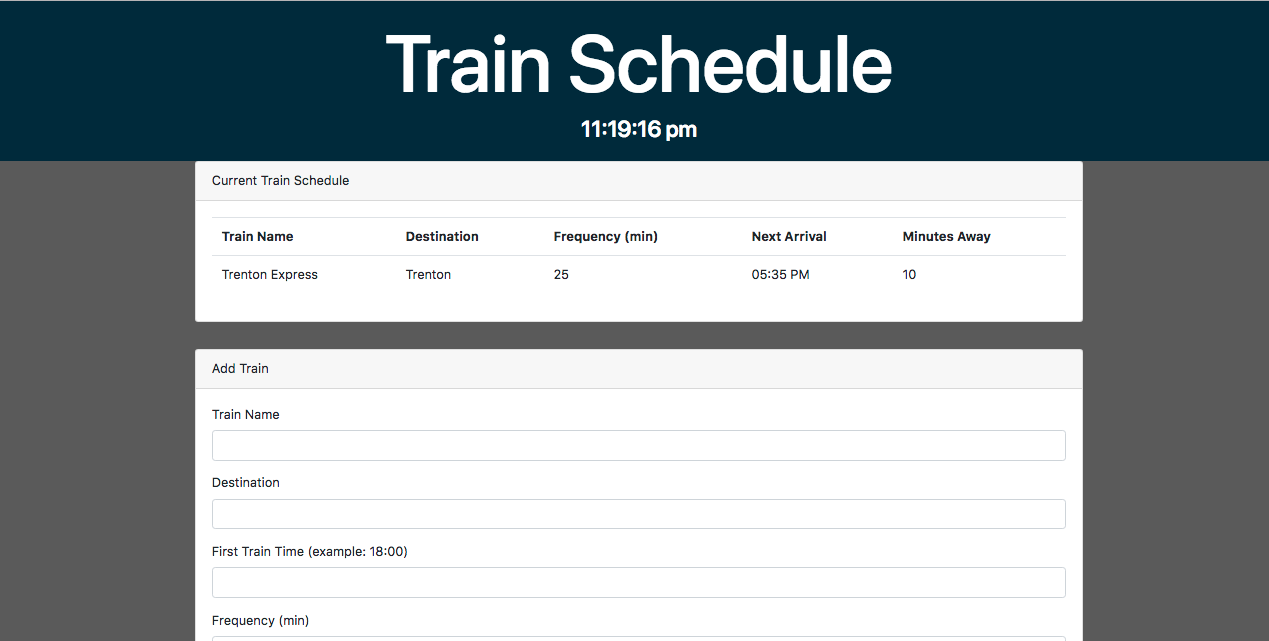 Train Schedule
11:19:16 pm
Current Train Schedule
Train Name Destination Frequency (min) Next Arrival Minutes Away
Trenton Express Trenton 25 05:35 PM 10
Add Train
Train Name
Destination
First Train Time (example: 18:00)
Frequency (min)